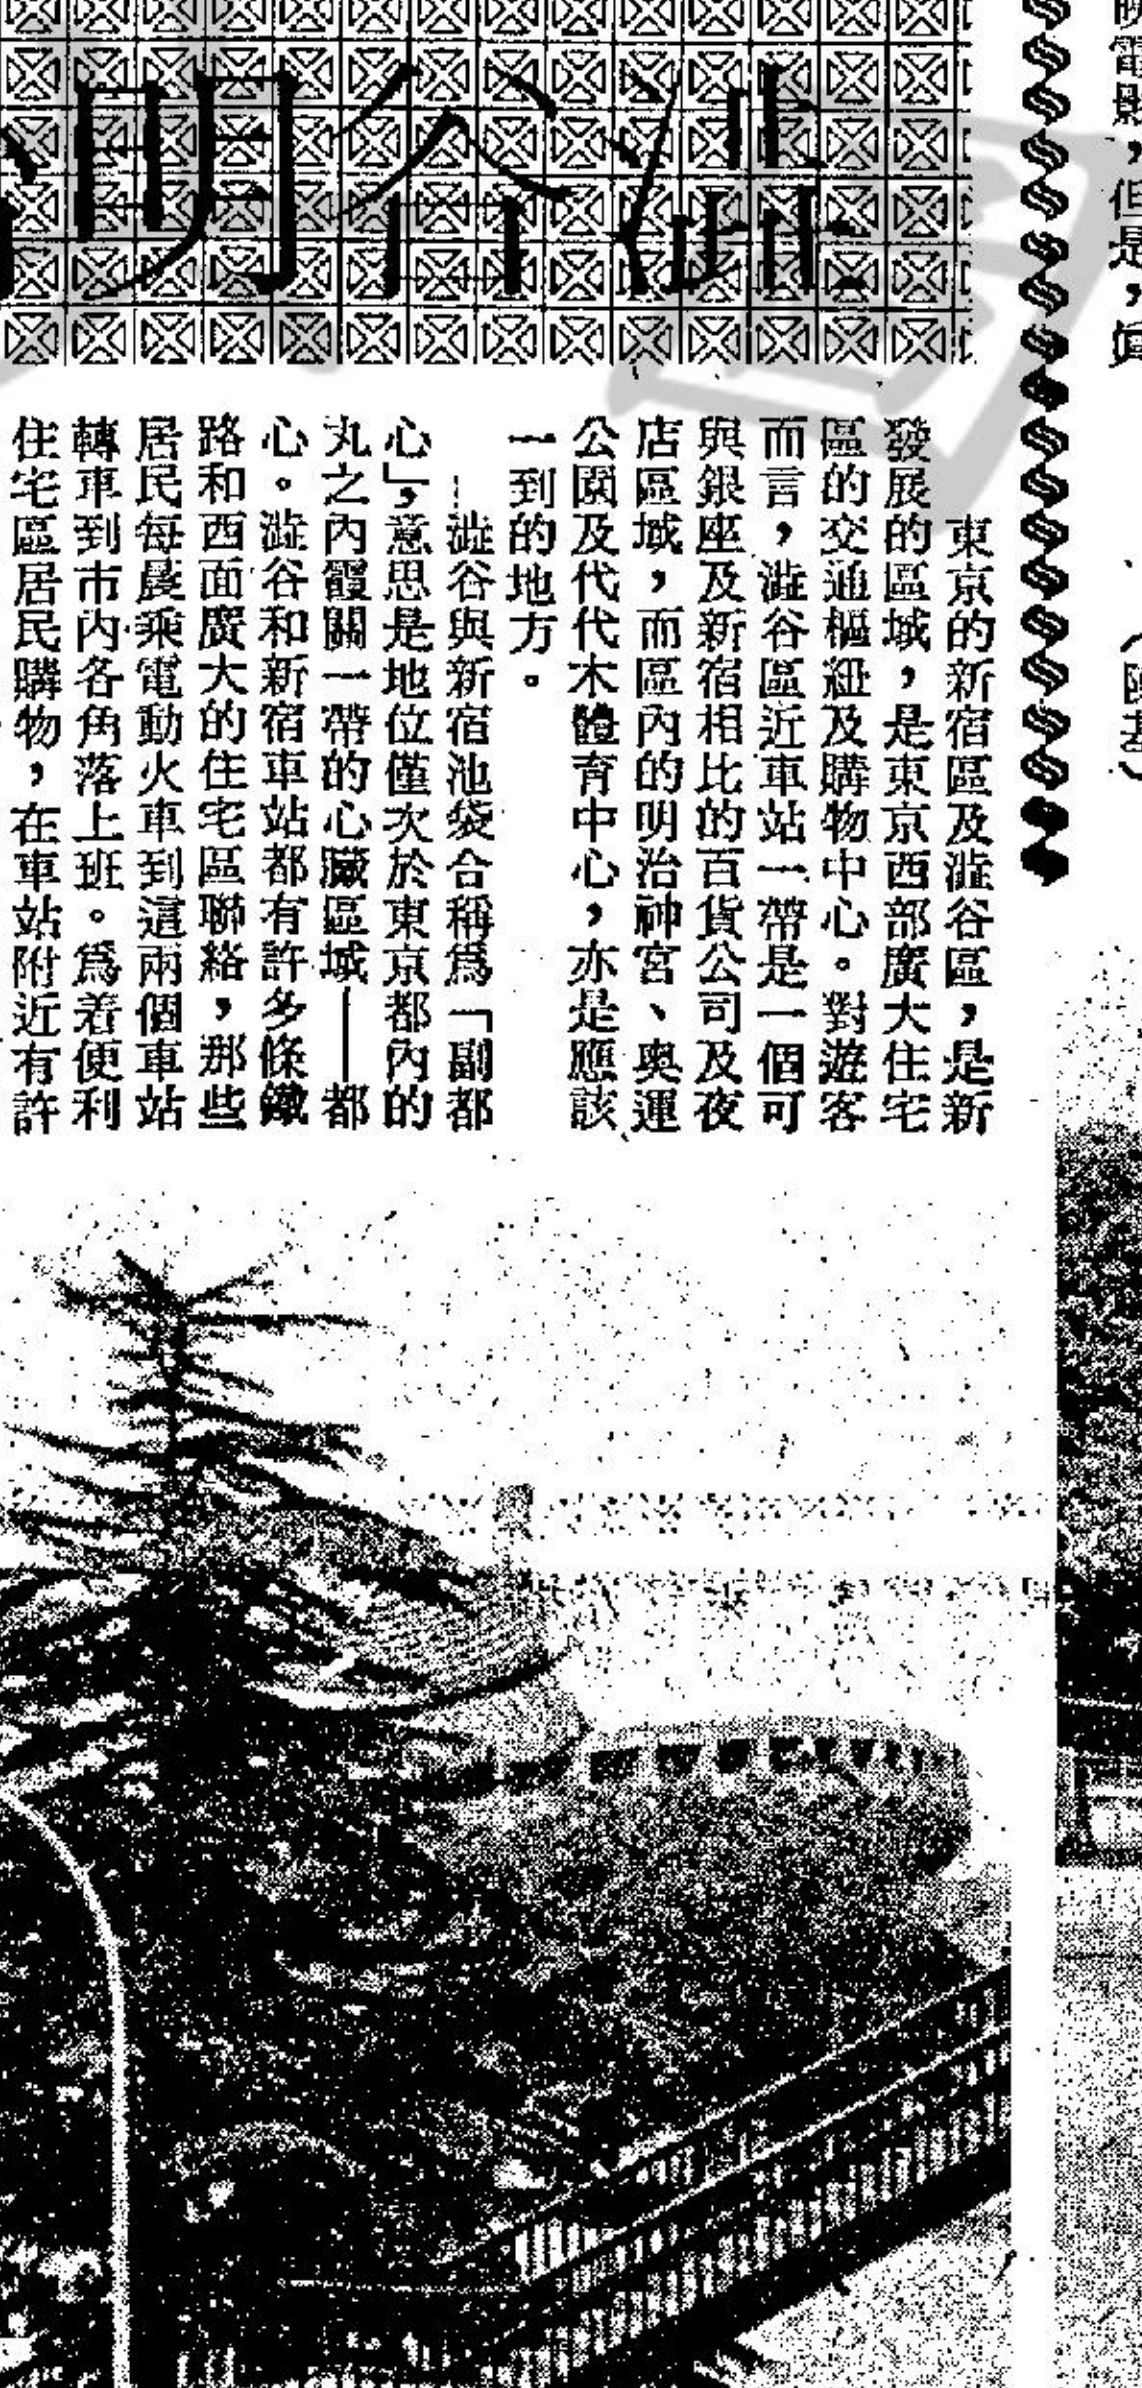 澁谷明
東京的新宿區及澁谷區，是新
發展的區域，是東京西部廣大住宅
區的交通樞紐及購物中心。對遊客
而言，澁谷區近車站一帶是一個可
與銀座及新宿相比的百貨公司及夜
店區域，而區內的明治神宮、奧運
公園及代代木體育中心，亦是應該
一到的地方。
澁谷與新宿池袋合稱為「副都
心」，意思是地位僅次於東京都內的
丸之內霞關一帶的心臟區域——都
心。澁谷和新宿車站都有許多條鐵
路和西面廣大的住宅區聯絡，那些
居民每晨乘電動火車到這兩個車站
轉車到市內各角落上班。為着便利
住宅區居民購物，在車站附近有許